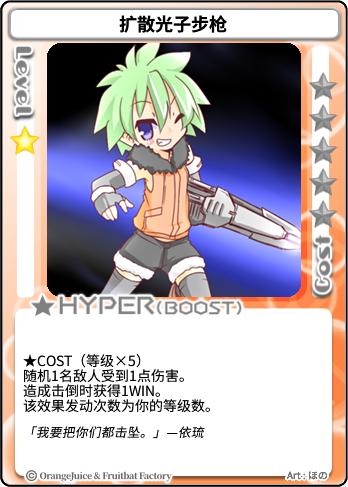 扩散光子步枪
Level
Cost
HYPER(BOOST)
★COST（等级×5）
随机1名敌人受到1点伤害。
造成击倒时获得1WIN。
该效果发动次数为你的等级数。
「我要把你们都击坠。」—依琉
© OrangeJuice & Fruitbat Factory
Art : ほの